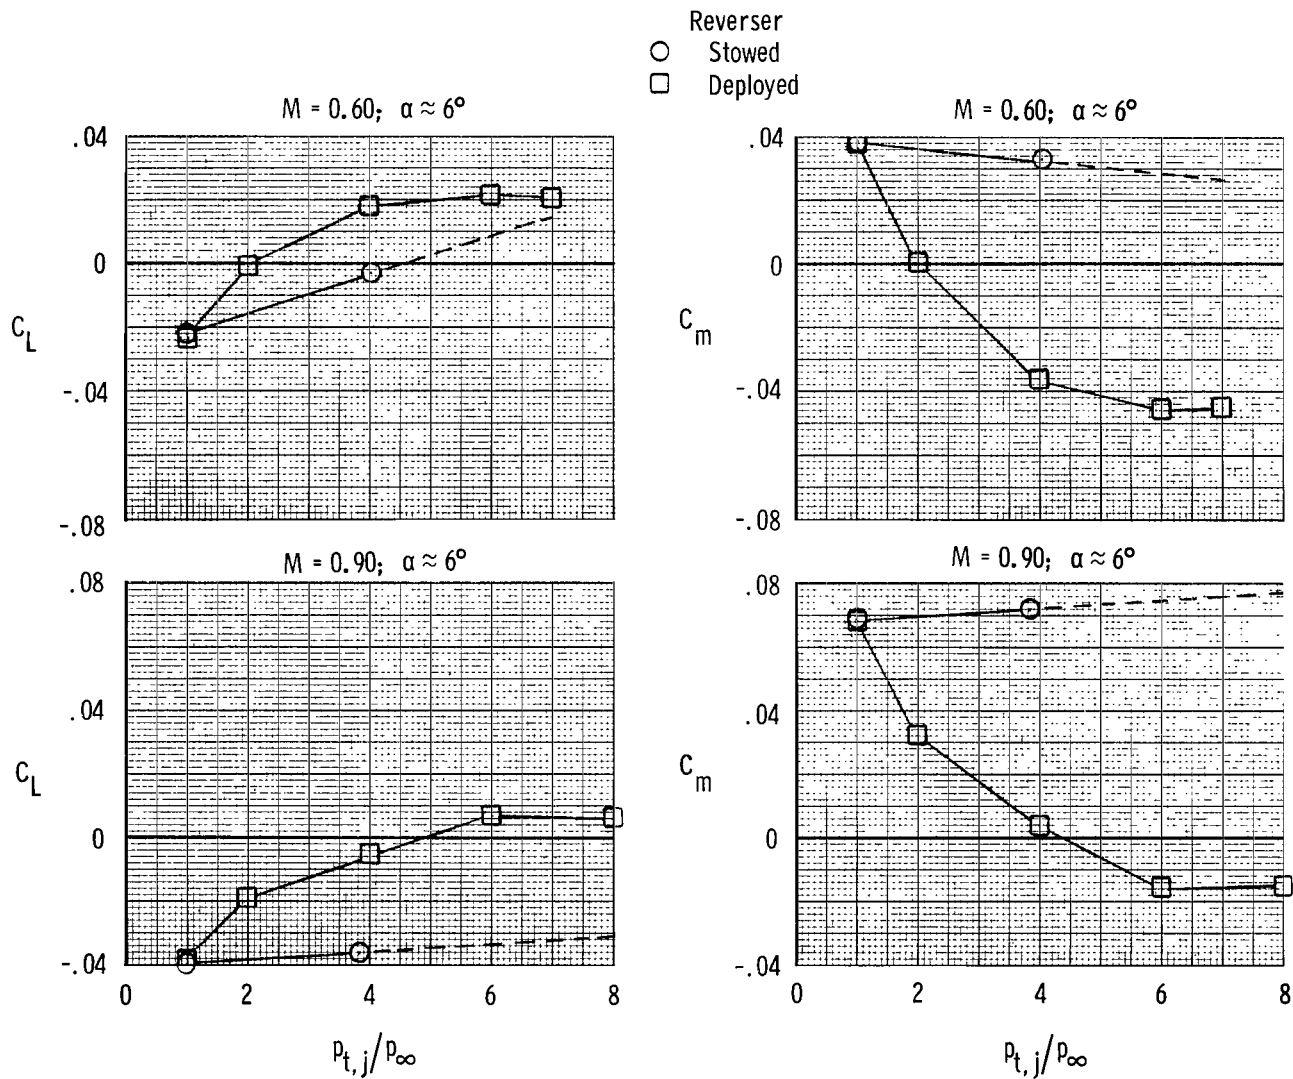 Reverser
Stowed
Deployed
M = 0.60; α ≈ 6°
.04
0
-.04
-.08
C_L
M = 0.60; α ≈ 6°
.04
0
-.04
-.08
C_m
M = 0.90; α ≈ 6°
.08
.04
0
-.04
C_L
0 2 4 6 8
p_t,j/p_∞
M = 0.90; α ≈ 6°
.08
.04
0
-.04
C_m
0 2 4 6 8
p_t,j/p_∞